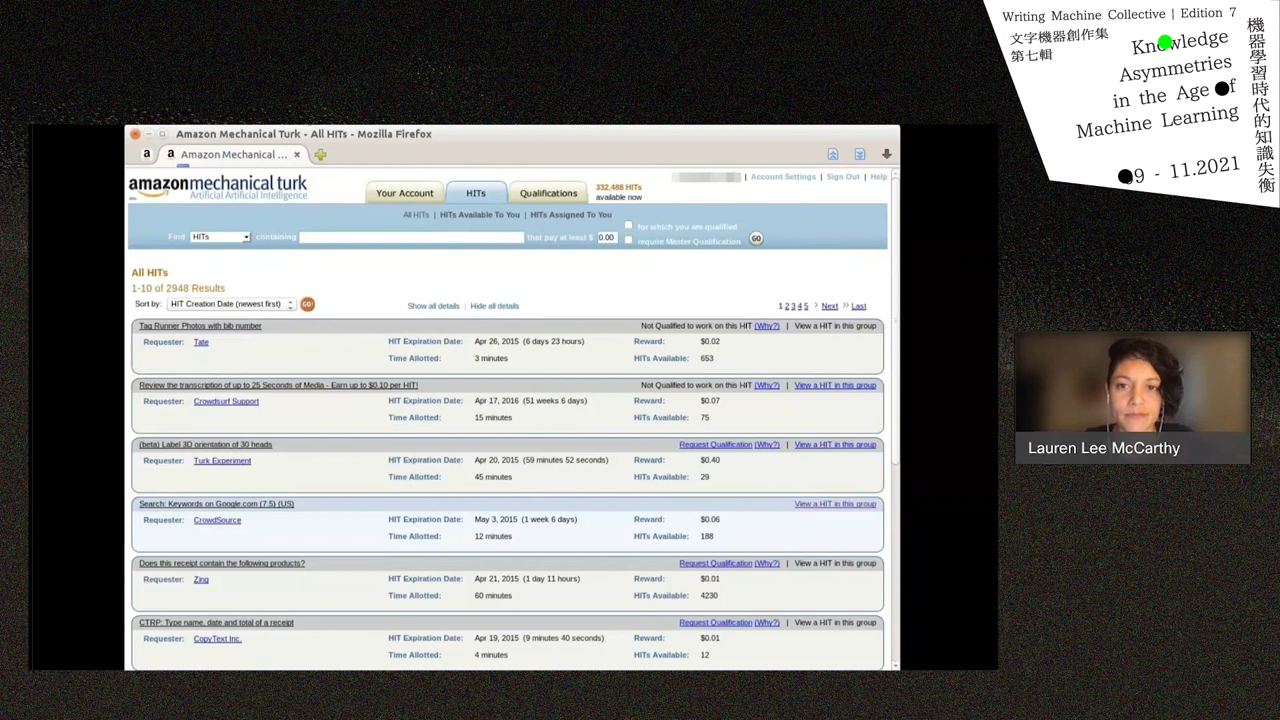 Writing Machine Collective | Edition 7
文字機器創作集
第七輯
Knowledge
Asymmetries
in the Age of
Machine Learning
09 - 11.2021
機器學習時代的知識失衡
Amazon Mechanical Turk - All HITs - Mozilla Firefox
a a Amazon Mechanical ... ×
amazonmechanical turk
Artificial Artificial Intelligence
beta
Your Account HITs Qualifications
332,488 HITs
available now
| Account Settings | Sign Out | Help
All HITs | HITs Available To You | HITs Assigned To You
Find HITs containing that pay at least $ 0.00
for which you are qualified
require Master Qualification
GO
All HITs
1-10 of 2948 Results
Sort by: HIT Creation Date (newest first) GO!
Show all details | Hide all details
1 2 3 4 5 › Next » Last
Tag Runner Photos with bib number Not Qualified to work on this HIT (Why?) | View a HIT in this group
Requester: Tate HIT Expiration Date: Apr 26, 2015 (6 days 23 hours) Reward: $0.02
Time Allotted: 3 minutes HITs Available: 653
Review the transcription of up to 25 Seconds of Media - Earn up to $0.10 per HIT! Not Qualified to work on this HIT (Why?) | View a HIT in this group
Requester: Crowdsurf Support HIT Expiration Date: Apr 17, 2016 (51 weeks 6 days) Reward: $0.07
Time Allotted: 15 minutes HITs Available: 75
(beta) Label 3D orientation of 30 heads Request Qualification (Why?) | View a HIT in this group
Requester: Turk Experiment HIT Expiration Date: Apr 20, 2015 (59 minutes 52 seconds) Reward: $0.40
Time Allotted: 45 minutes HITs Available: 29
Search: Keywords on Google.com (7.5) (US) View a HIT in this group
Requester: CrowdSource HIT Expiration Date: May 3, 2015 (1 week 6 days) Reward: $0.06
Time Allotted: 12 minutes HITs Available: 188
Does this receipt contain the following products? Request Qualification (Why?) | View a HIT in this group
Requester: Zing HIT Expiration Date: Apr 21, 2015 (1 day 11 hours) Reward: $0.01
Time Allotted: 60 minutes HITs Available: 4230
CTRP: Type name, date and total of a receipt Request Qualification (Why?) | View a HIT in this group
Requester: CopyText Inc. HIT Expiration Date: Apr 19, 2015 (9 minutes 40 seconds) Reward: $0.01
Time Allotted: 4 minutes HITs Available: 12
Lauren Lee McCarthy